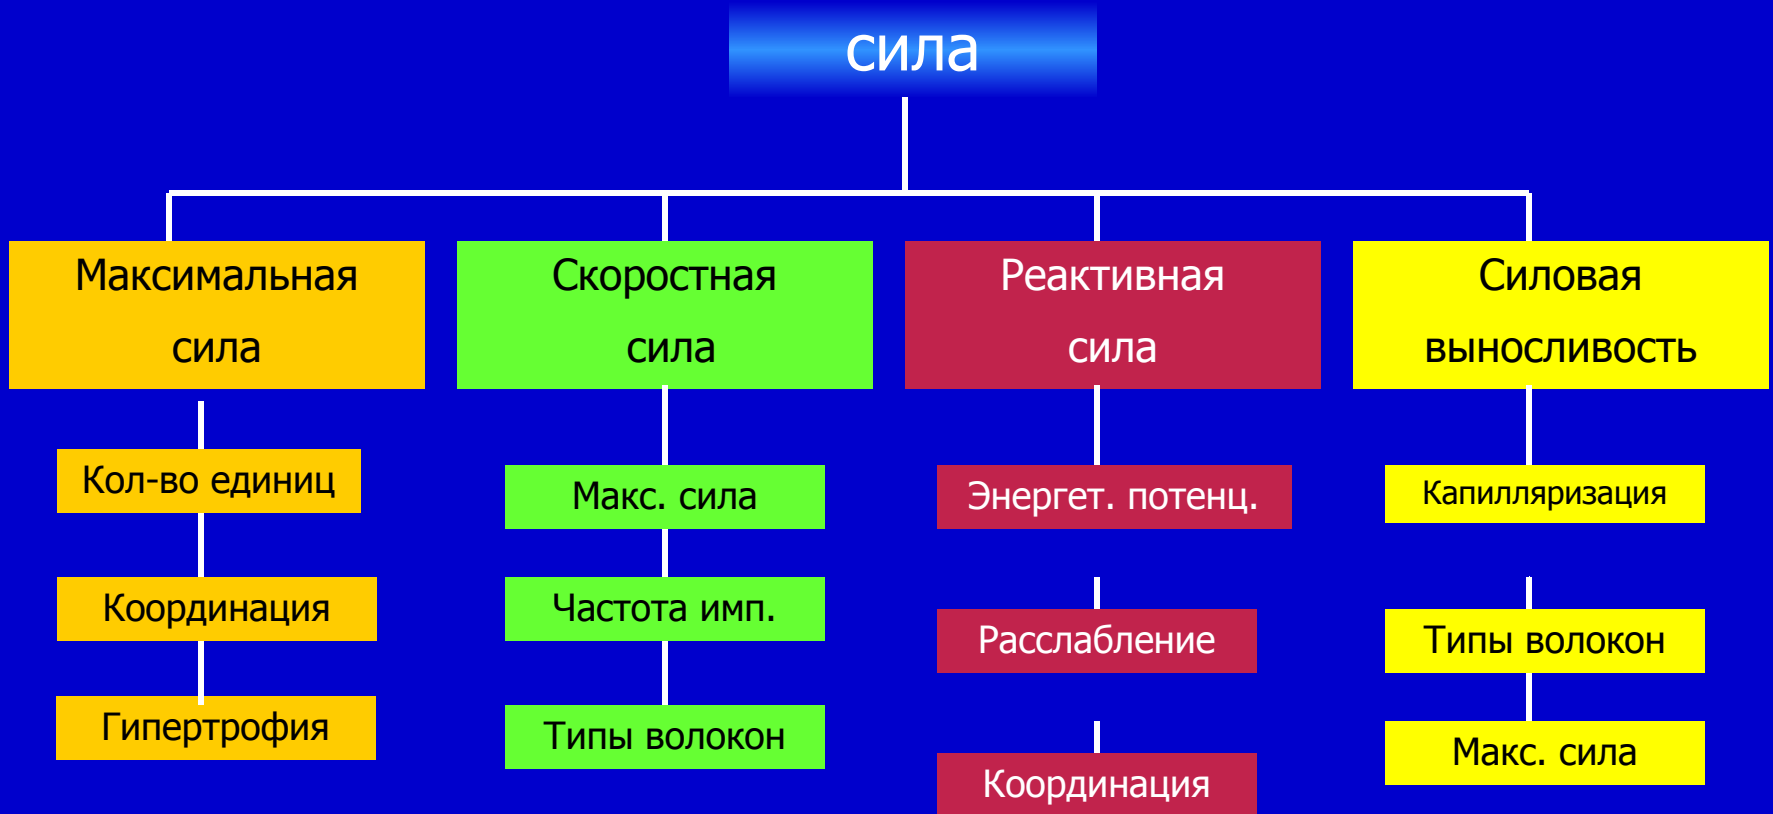 сила
Максимальная
сила
Кол-во единиц
Координация
Гипертрофия
Скоростная
сила
Макс. сила
Частота имп.
Типы волокон
Реактивная
сила
Энергет. потенц.
Расслабление
Координация
Силовая
выносливость
Капилляризация
Типы волокон
Макс. сила